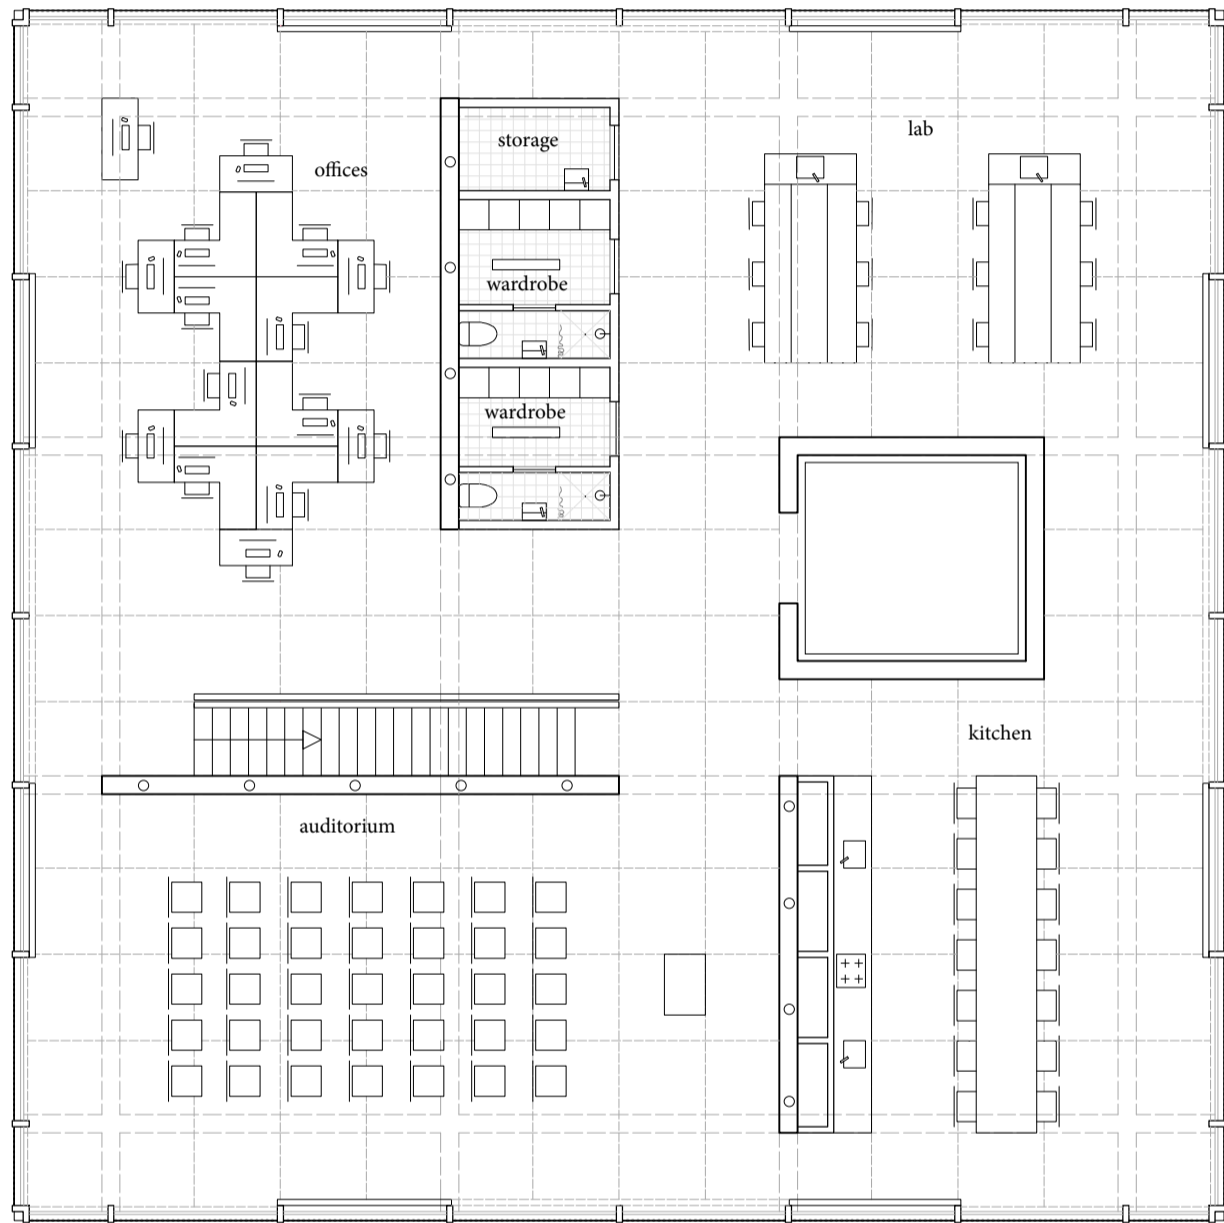 lab
storage
offices
wardrobe
wardrobe
kitchen
auditorium